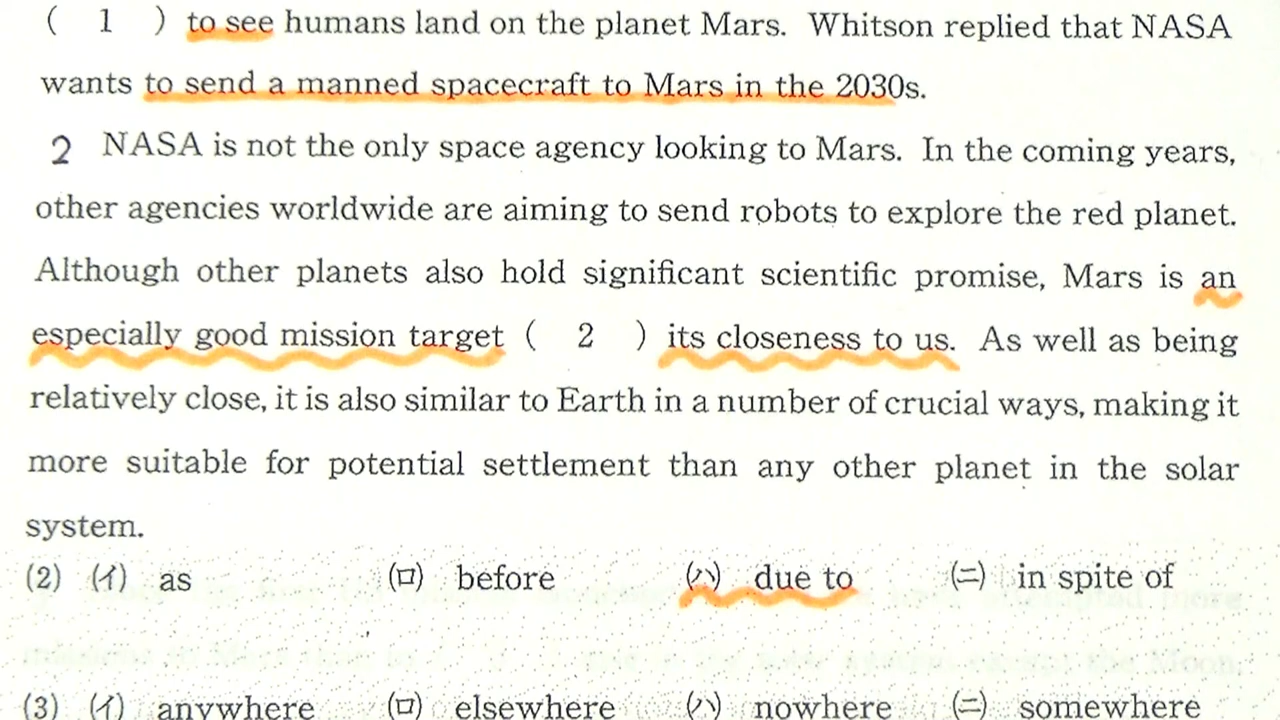 ( 1 ) to see humans land on the planet Mars. Whitson replied that NASA
wants to send a manned spacecraft to Mars in the 2030s.
2 NASA is not the only space agency looking to Mars. In the coming years,
other agencies worldwide are aiming to send robots to explore the red planet.
Although other planets also hold significant scientific promise, Mars is an
especially good mission target ( 2 ) its closeness to us. As well as being
relatively close, it is also similar to Earth in a number of crucial ways, making it
more suitable for potential settlement than any other planet in the solar
system.
(2) (イ) as (ロ) before (ハ) due to (ニ) in spite of
(3) (イ) anywhere (ロ) elsewhere (ハ) nowhere (ニ) somewhere